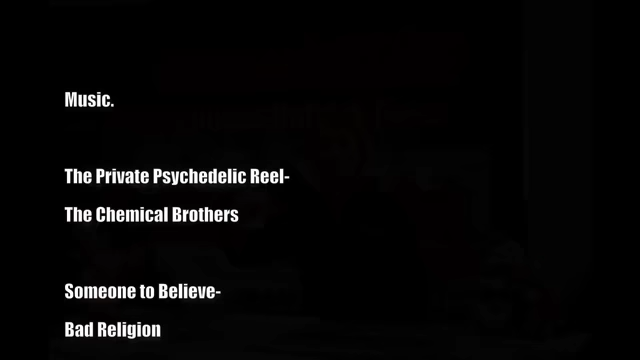 Music.
The Private Psychedelic Reel-
The Chemical Brothers
Someone to Believe-
Bad Religion